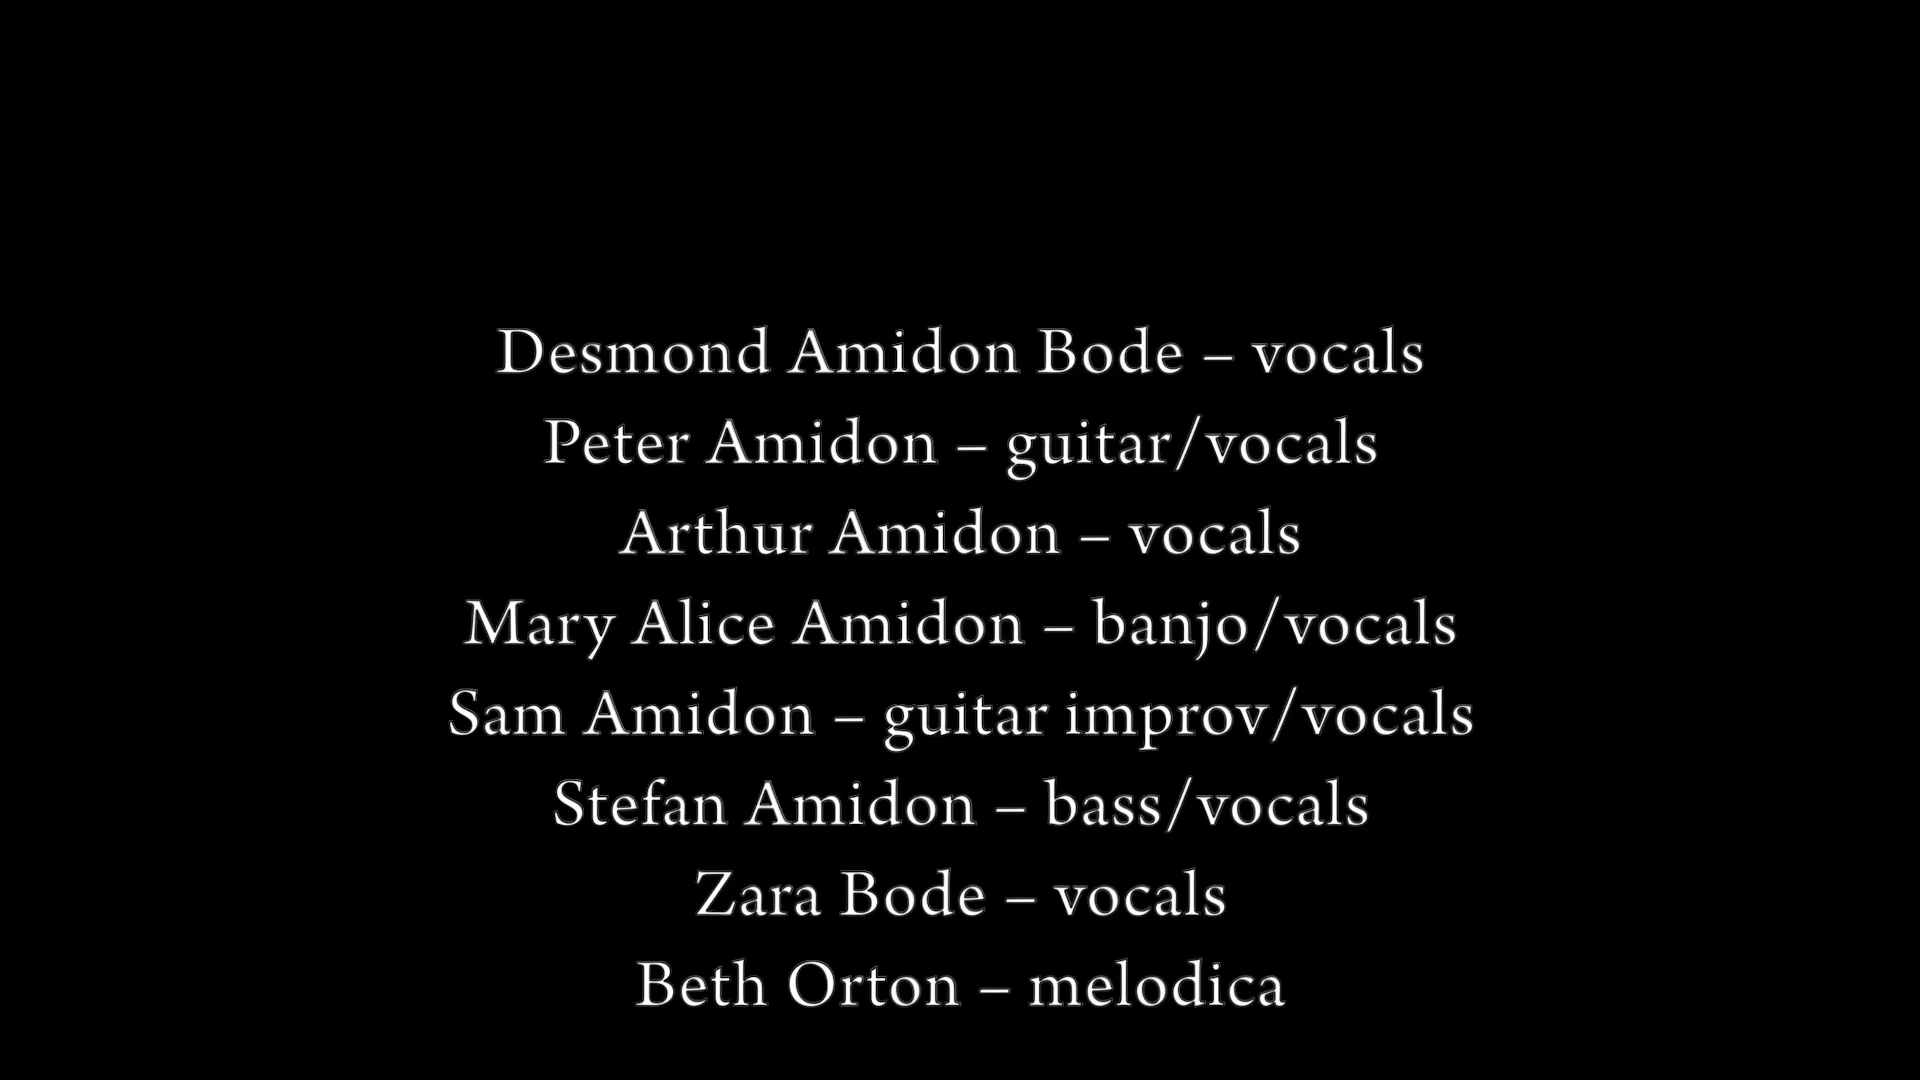 Desmond Amidon Bode – vocals
Peter Amidon – guitar/vocals
Arthur Amidon – vocals
Mary Alice Amidon – banjo/vocals
Sam Amidon – guitar improv/vocals
Stefan Amidon – bass/vocals
Zara Bode – vocals
Beth Orton – melodica